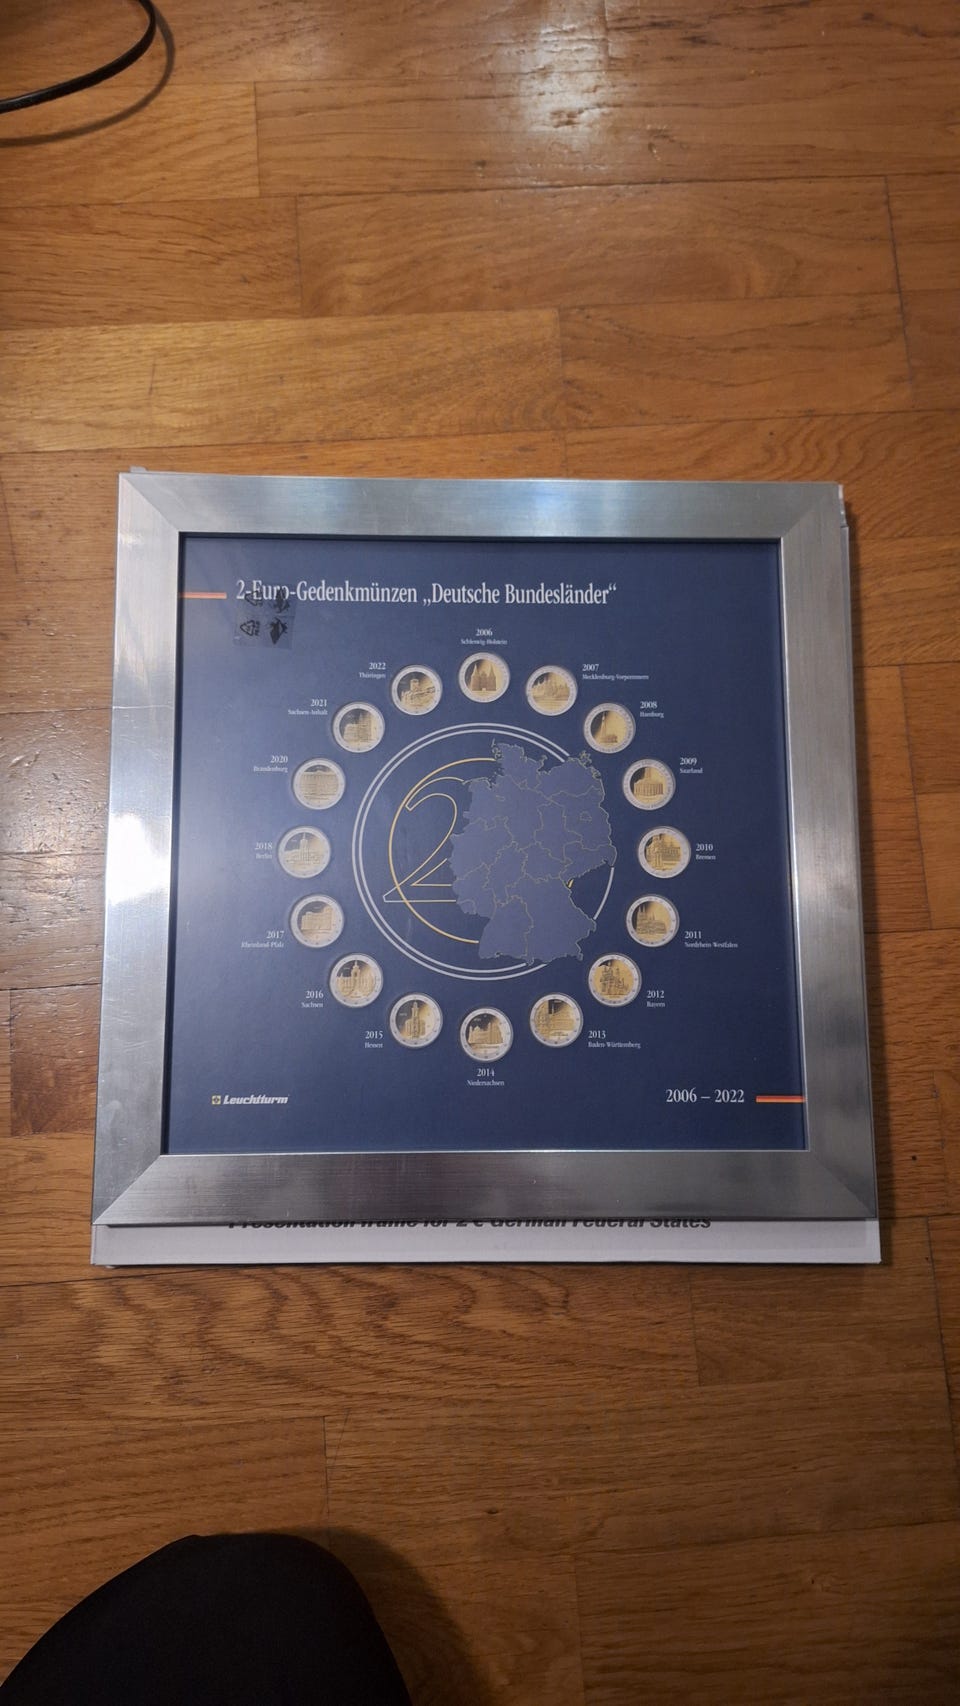 2-Euro-Gedenkmünzen „Deutsche Bundesländer“
2006
Schleswig-Holstein
2007
Mecklenburg-Vorpommern
2008
Hamburg
2009
Saarland
2010
Bremen
2011
Nordrhein-Westfalen
2012
Bayern
2013
Baden-Württemberg
2014
Niedersachsen
2015
Hessen
2016
Sachsen
2017
Rheinland-Pfalz
2018
Berlin
2020
Brandenburg
2021
Sachsen-Anhalt
2022
Thüringen
2
Leuchtturm
2006 – 2022
Presentation frame for 2 € German Federal States